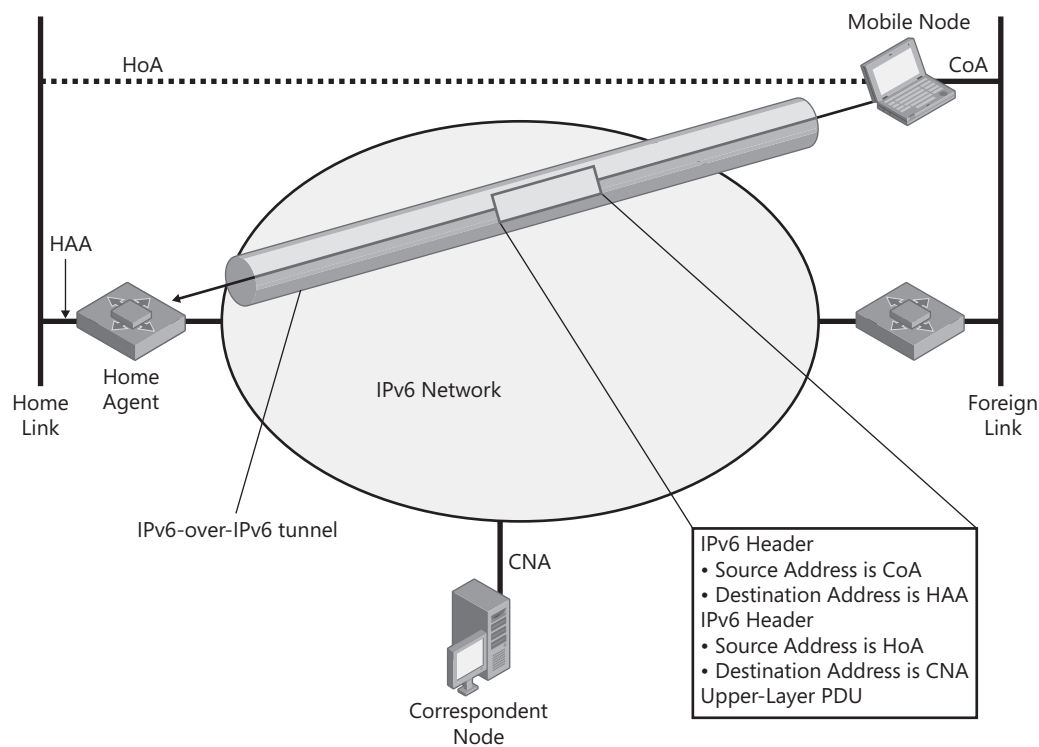 Mobile Node
HoA
CoA
HAA
Home
Agent
Home
Link
IPv6 Network
Foreign
Link
IPv6-over-IPv6 tunnel
CNA
IPv6 Header
• Source Address is CoA
• Destination Address is HAA
IPv6 Header
• Source Address is HoA
• Destination Address is CNA
Upper-Layer PDU
Correspondent
Node